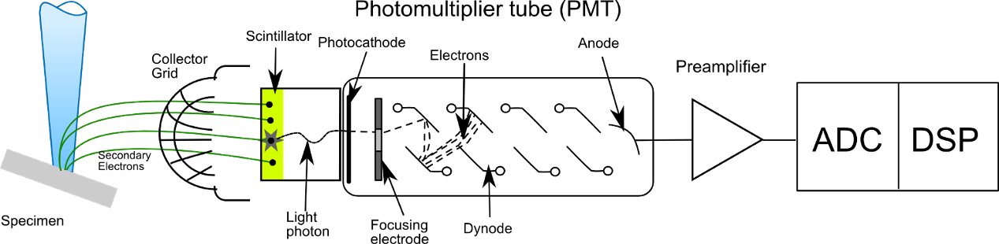 Photomultiplier tube (PMT)
Scintillator
Photocathode
Collector
Grid
Electrons
Anode
Preamplifier
ADC
DSP
Secondary
Electrons
Specimen
Light
photon
Focusing
electrode
Dynode